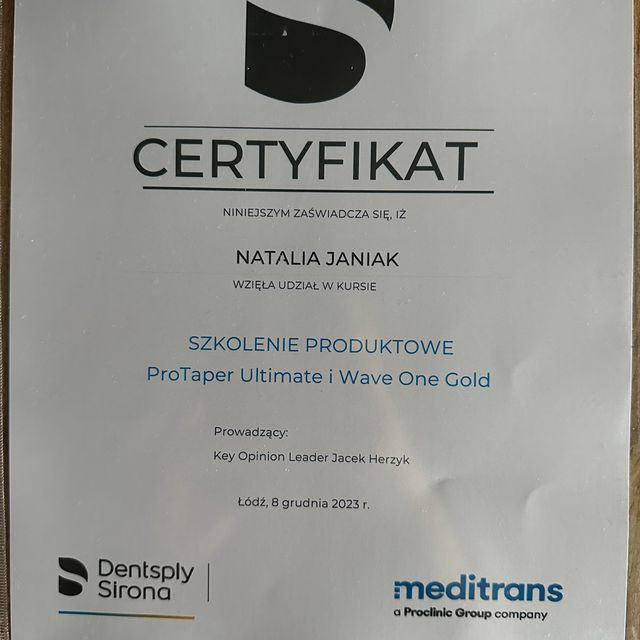 CERTYFIKAT
NINIEJSZYM ZAŚWIADCZA SIĘ, IŻ
NATALIA JANIAK
WZIĘŁA UDZIAŁ W KURSIE
SZKOLENIE PRODUKTOWE
ProTaper Ultimate i Wave One Gold
Prowadzący:
Key Opinion Leader Jacek Herzyk
Łódź, 8 grudnia 2023 r.
Dentsply
Sirona
meditrans
a Proclinic Group company